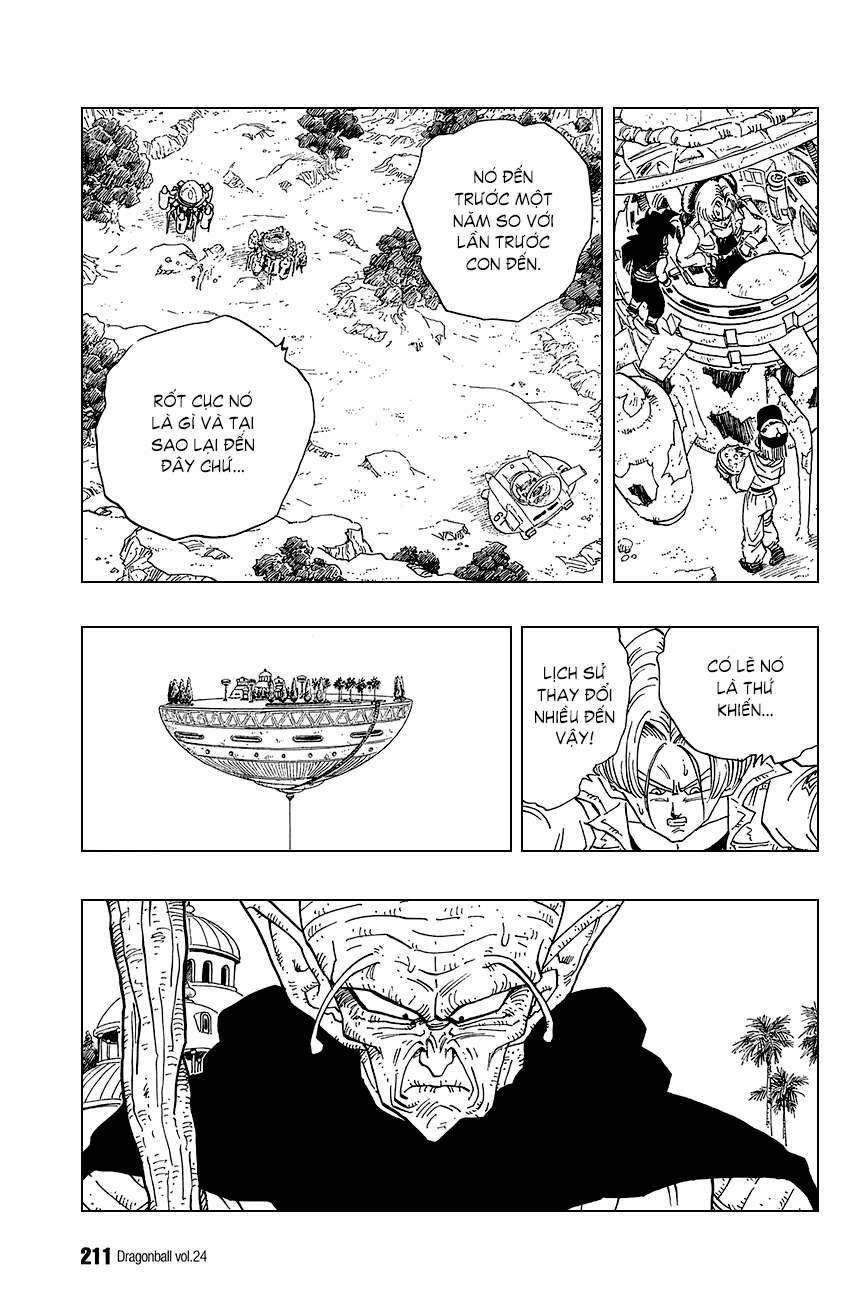 NÓ ĐẾN
TRƯỚC MỘT
NĂM SO VỚI
LẦN TRƯỚC
CON ĐẾN.
RỐT CỤC NÓ
LÀ GÌ VÀ TẠI
SAO LẠI ĐẾN
ĐÂY CHỨ...
CÓ LẼ NÓ
LÀ THỨ
KHIẾN...
LỊCH SỬ
THAY ĐỔI
NHIỀU ĐẾN
VẬY!
211 Dragonball vol.24